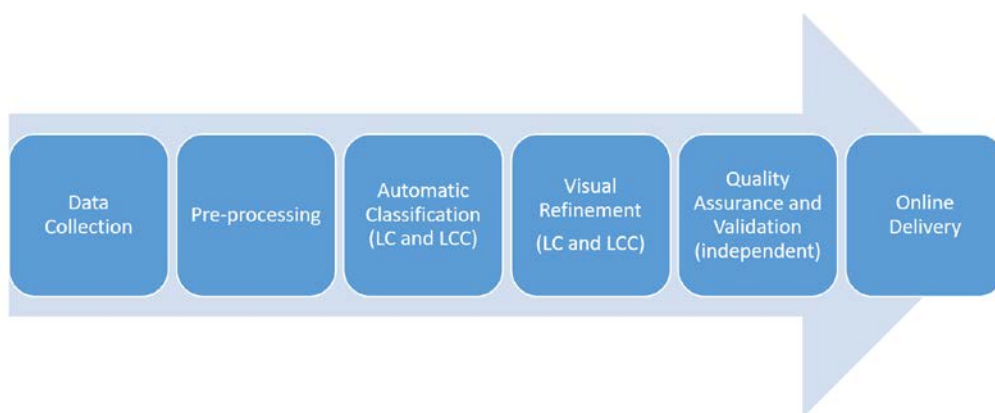 Data
Collection
Pre-processing
Automatic
Classification
(LC and LCC)
Visual
Refinement
(LC and LCC)
Quality
Assurance and
Validation
(independent)
Online
Delivery